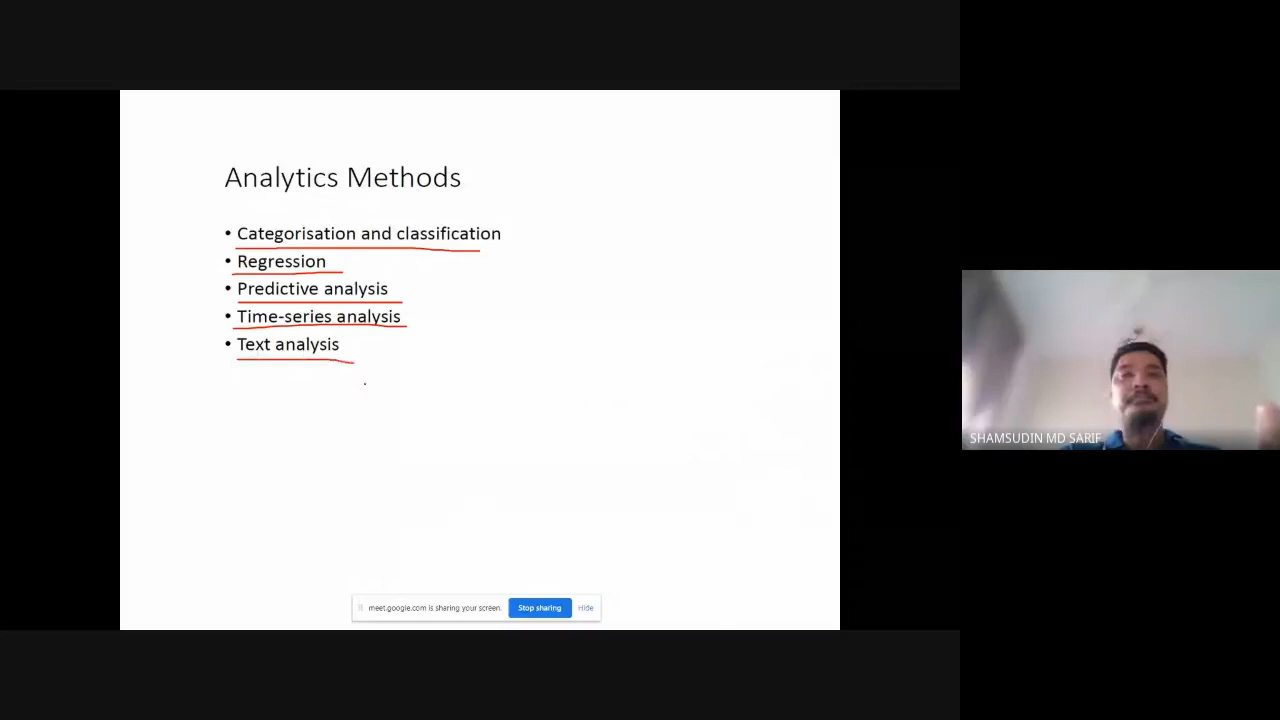 Analytics Methods
• Categorisation and classification
• Regression
• Predictive analysis
• Time-series analysis
• Text analysis
SHAMSUDIN MD SARIF
meet.google.com is sharing your screen. Stop sharing Hide